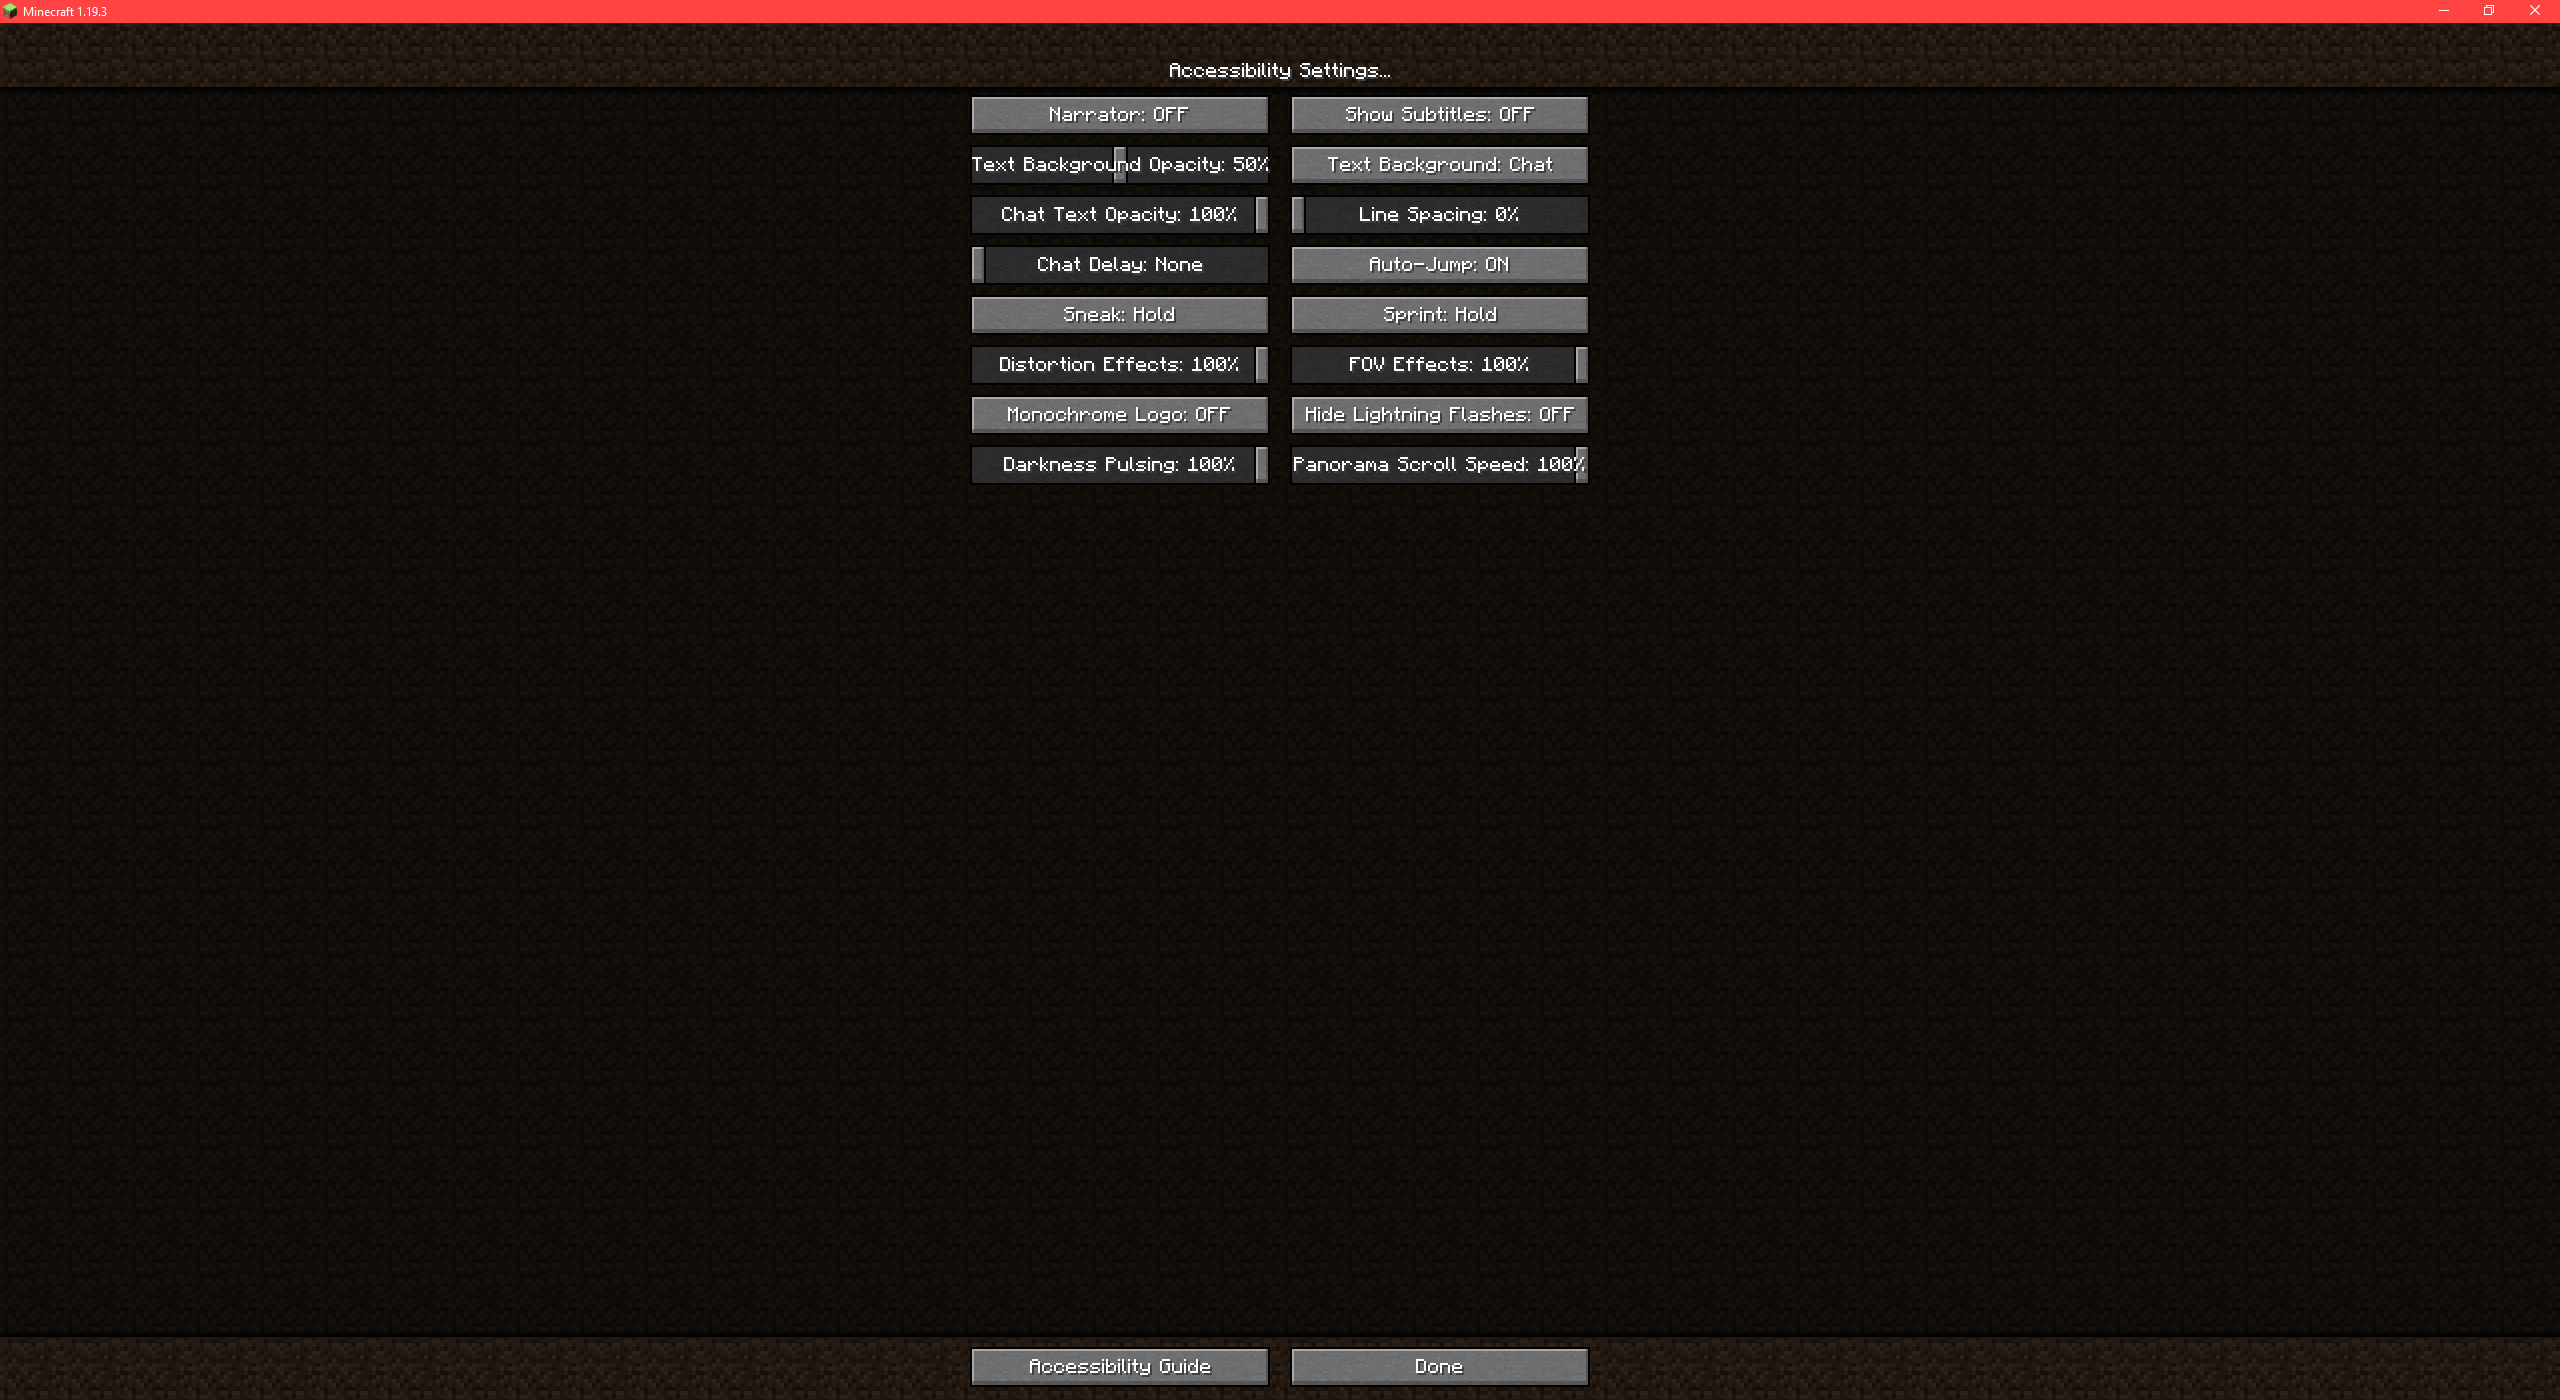 Minecraft 1.19.3
Accessibility Settings...
Narrator: OFF
Show Subtitles: OFF
Text Background Opacity: 50%
Text Background: Chat
Chat Text Opacity: 100%
Line Spacing: 0%
Chat Delay: None
Auto-Jump: ON
Sneak: Hold
Sprint: Hold
Distortion Effects: 100%
FOV Effects: 100%
Monochrome Logo: OFF
Hide Lightning Flashes: OFF
Darkness Pulsing: 100%
Panorama Scroll Speed: 100%
Accessibility Guide
Done